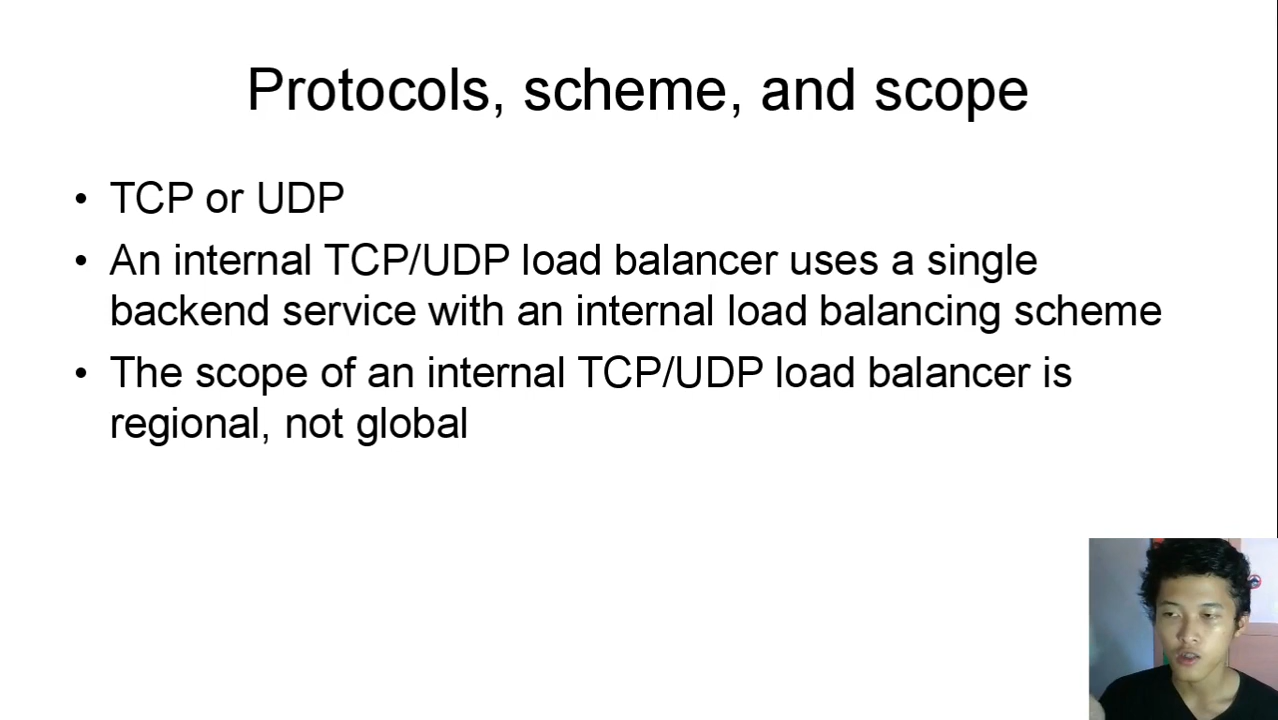 Protocols, scheme, and scope
• TCP or UDP
• An internal TCP/UDP load balancer uses a single
backend service with an internal load balancing scheme
• The scope of an internal TCP/UDP load balancer is
regional, not global